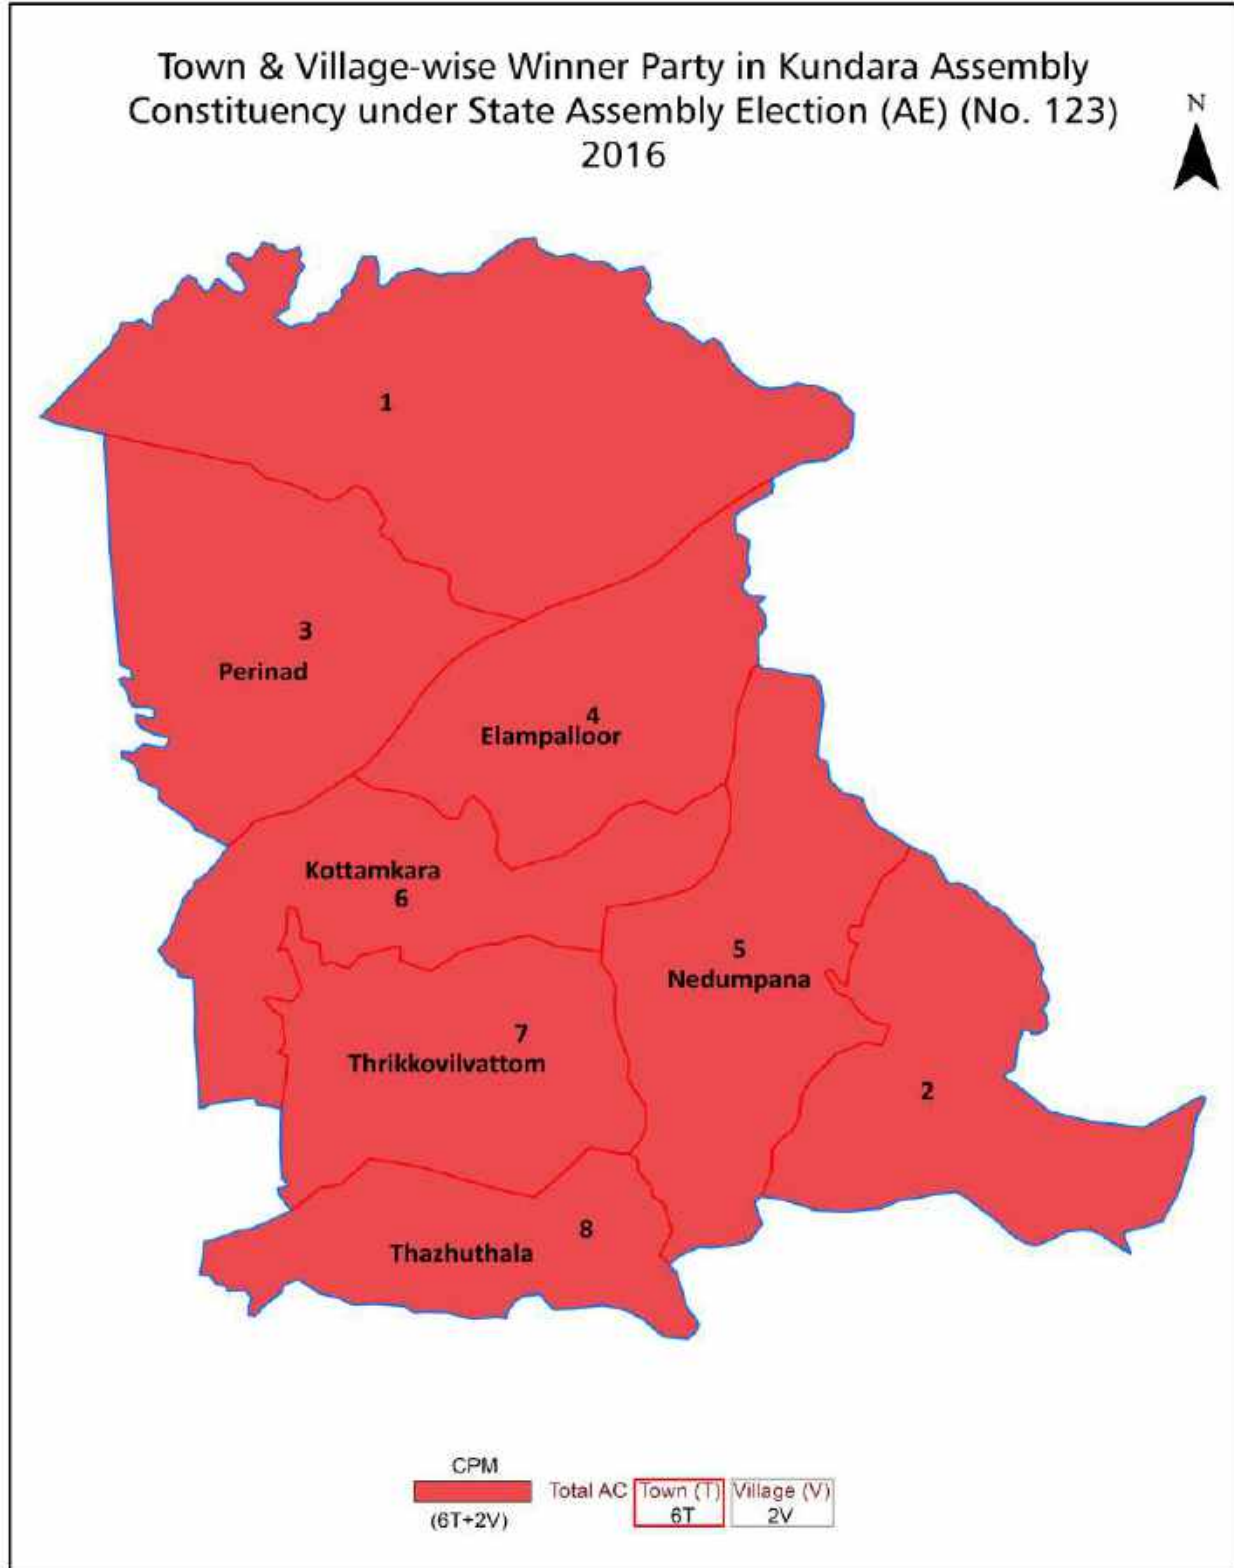 Town & Village-wise Winner Party in Kundara Assembly
Constituency under State Assembly Election (AE) (No. 123)
2016
N
1
3
Perinad
4
Elampalloor
Kottamkara
6
5
Nedumpana
7
Thrikkovilvattom
2
8
Thazhuthala
CPM
(6T+2V)
Total AC
Town (T)
6T
Village (V)
2V